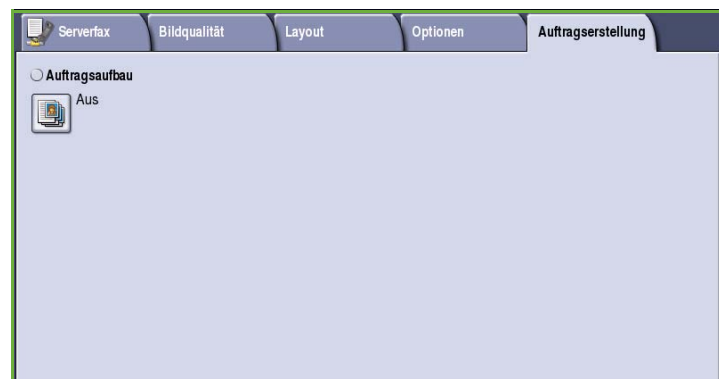 Serverfax Bildqualität Layout Optionen Auftragserstellung
Auftragsaufbau
Aus